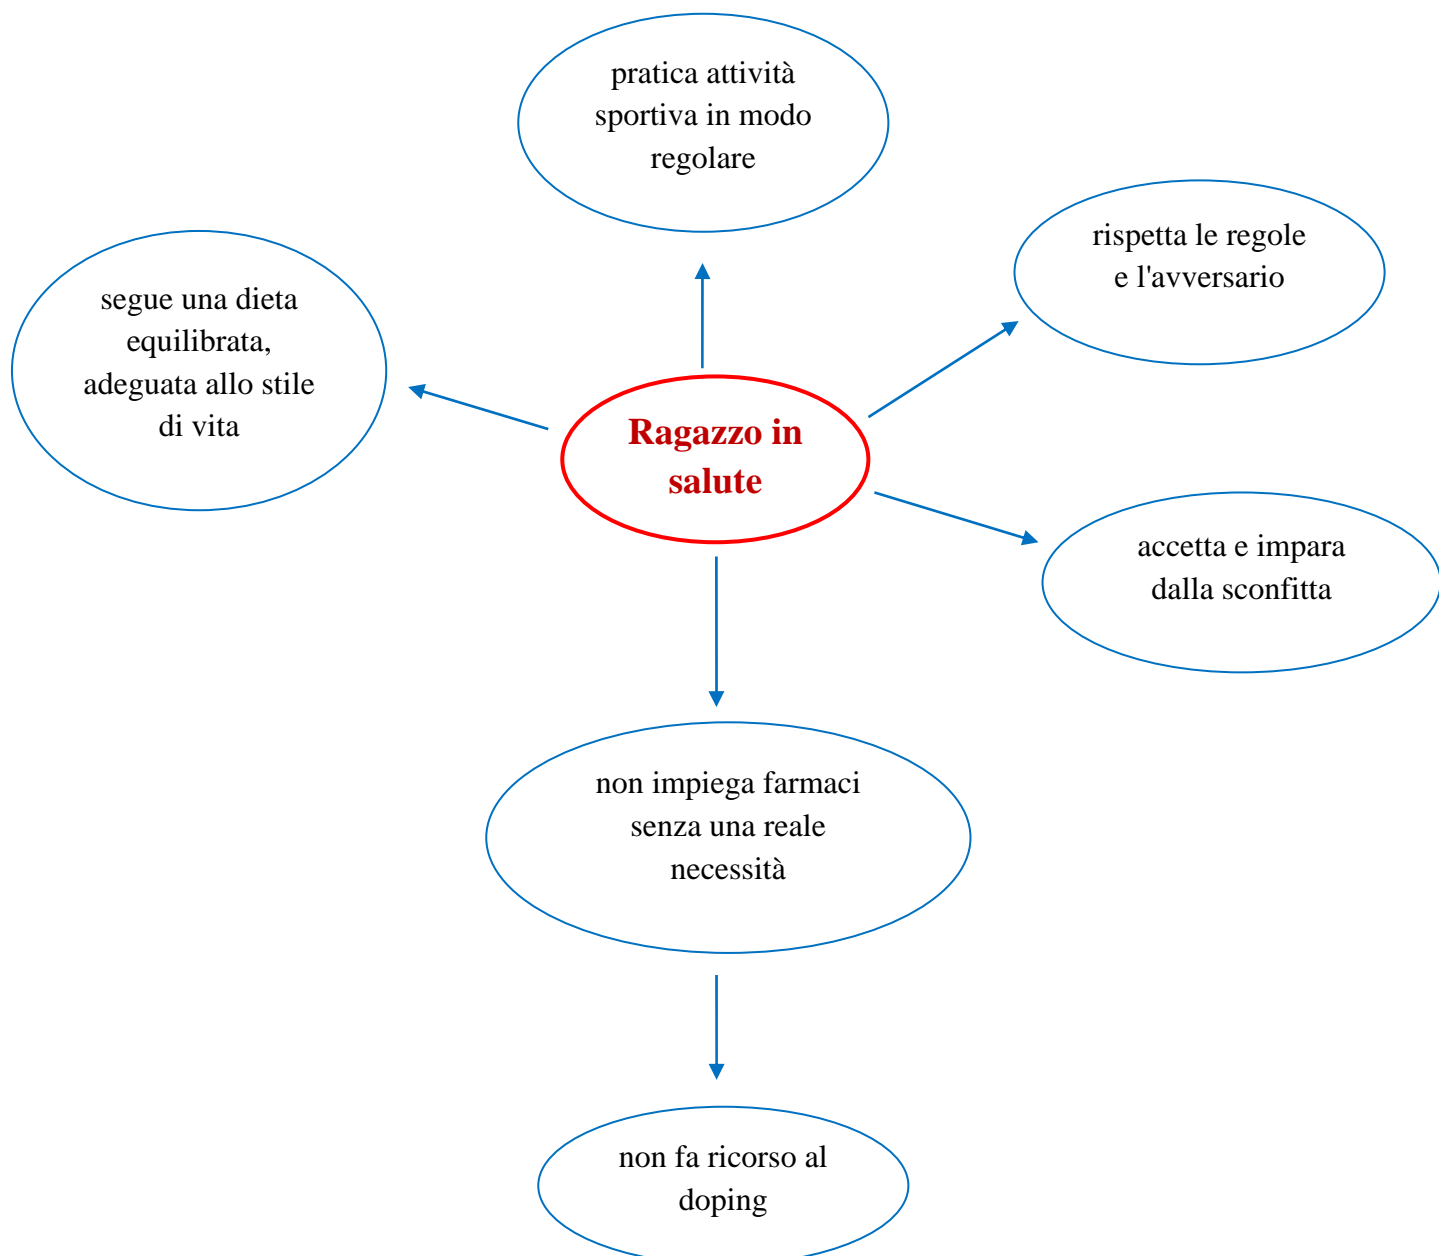 pratica attività
sportiva in modo
regolare
rispetta le regole
e l'avversario
segue una dieta
equilibrata,
adeguata allo stile
di vita
Ragazzo in
salute
accetta e impara
dalla sconfitta
non impiega farmaci
senza una reale
necessità
non fa ricorso al
doping